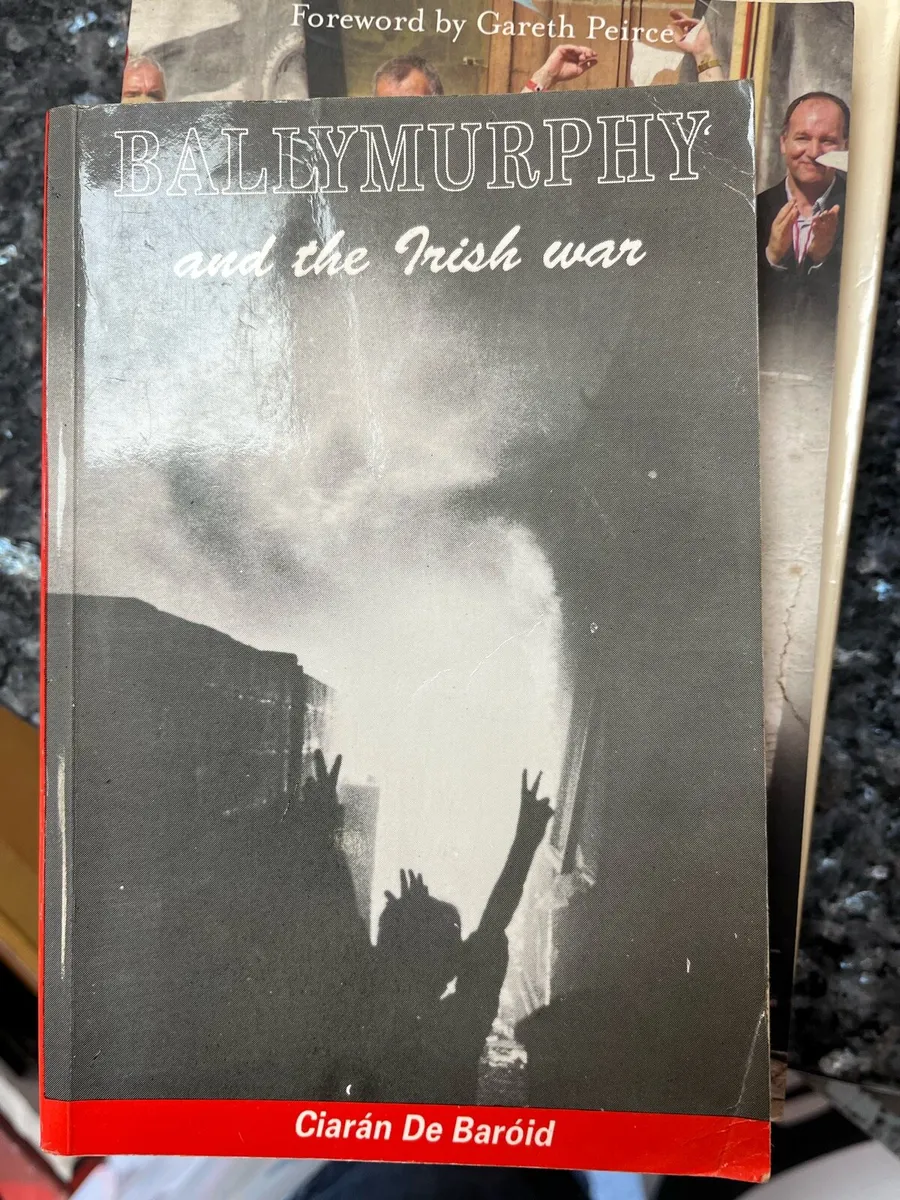 Foreword by Gareth Peirce
BALLYMURPHY
and the Irish war
Ciarán De Baróid